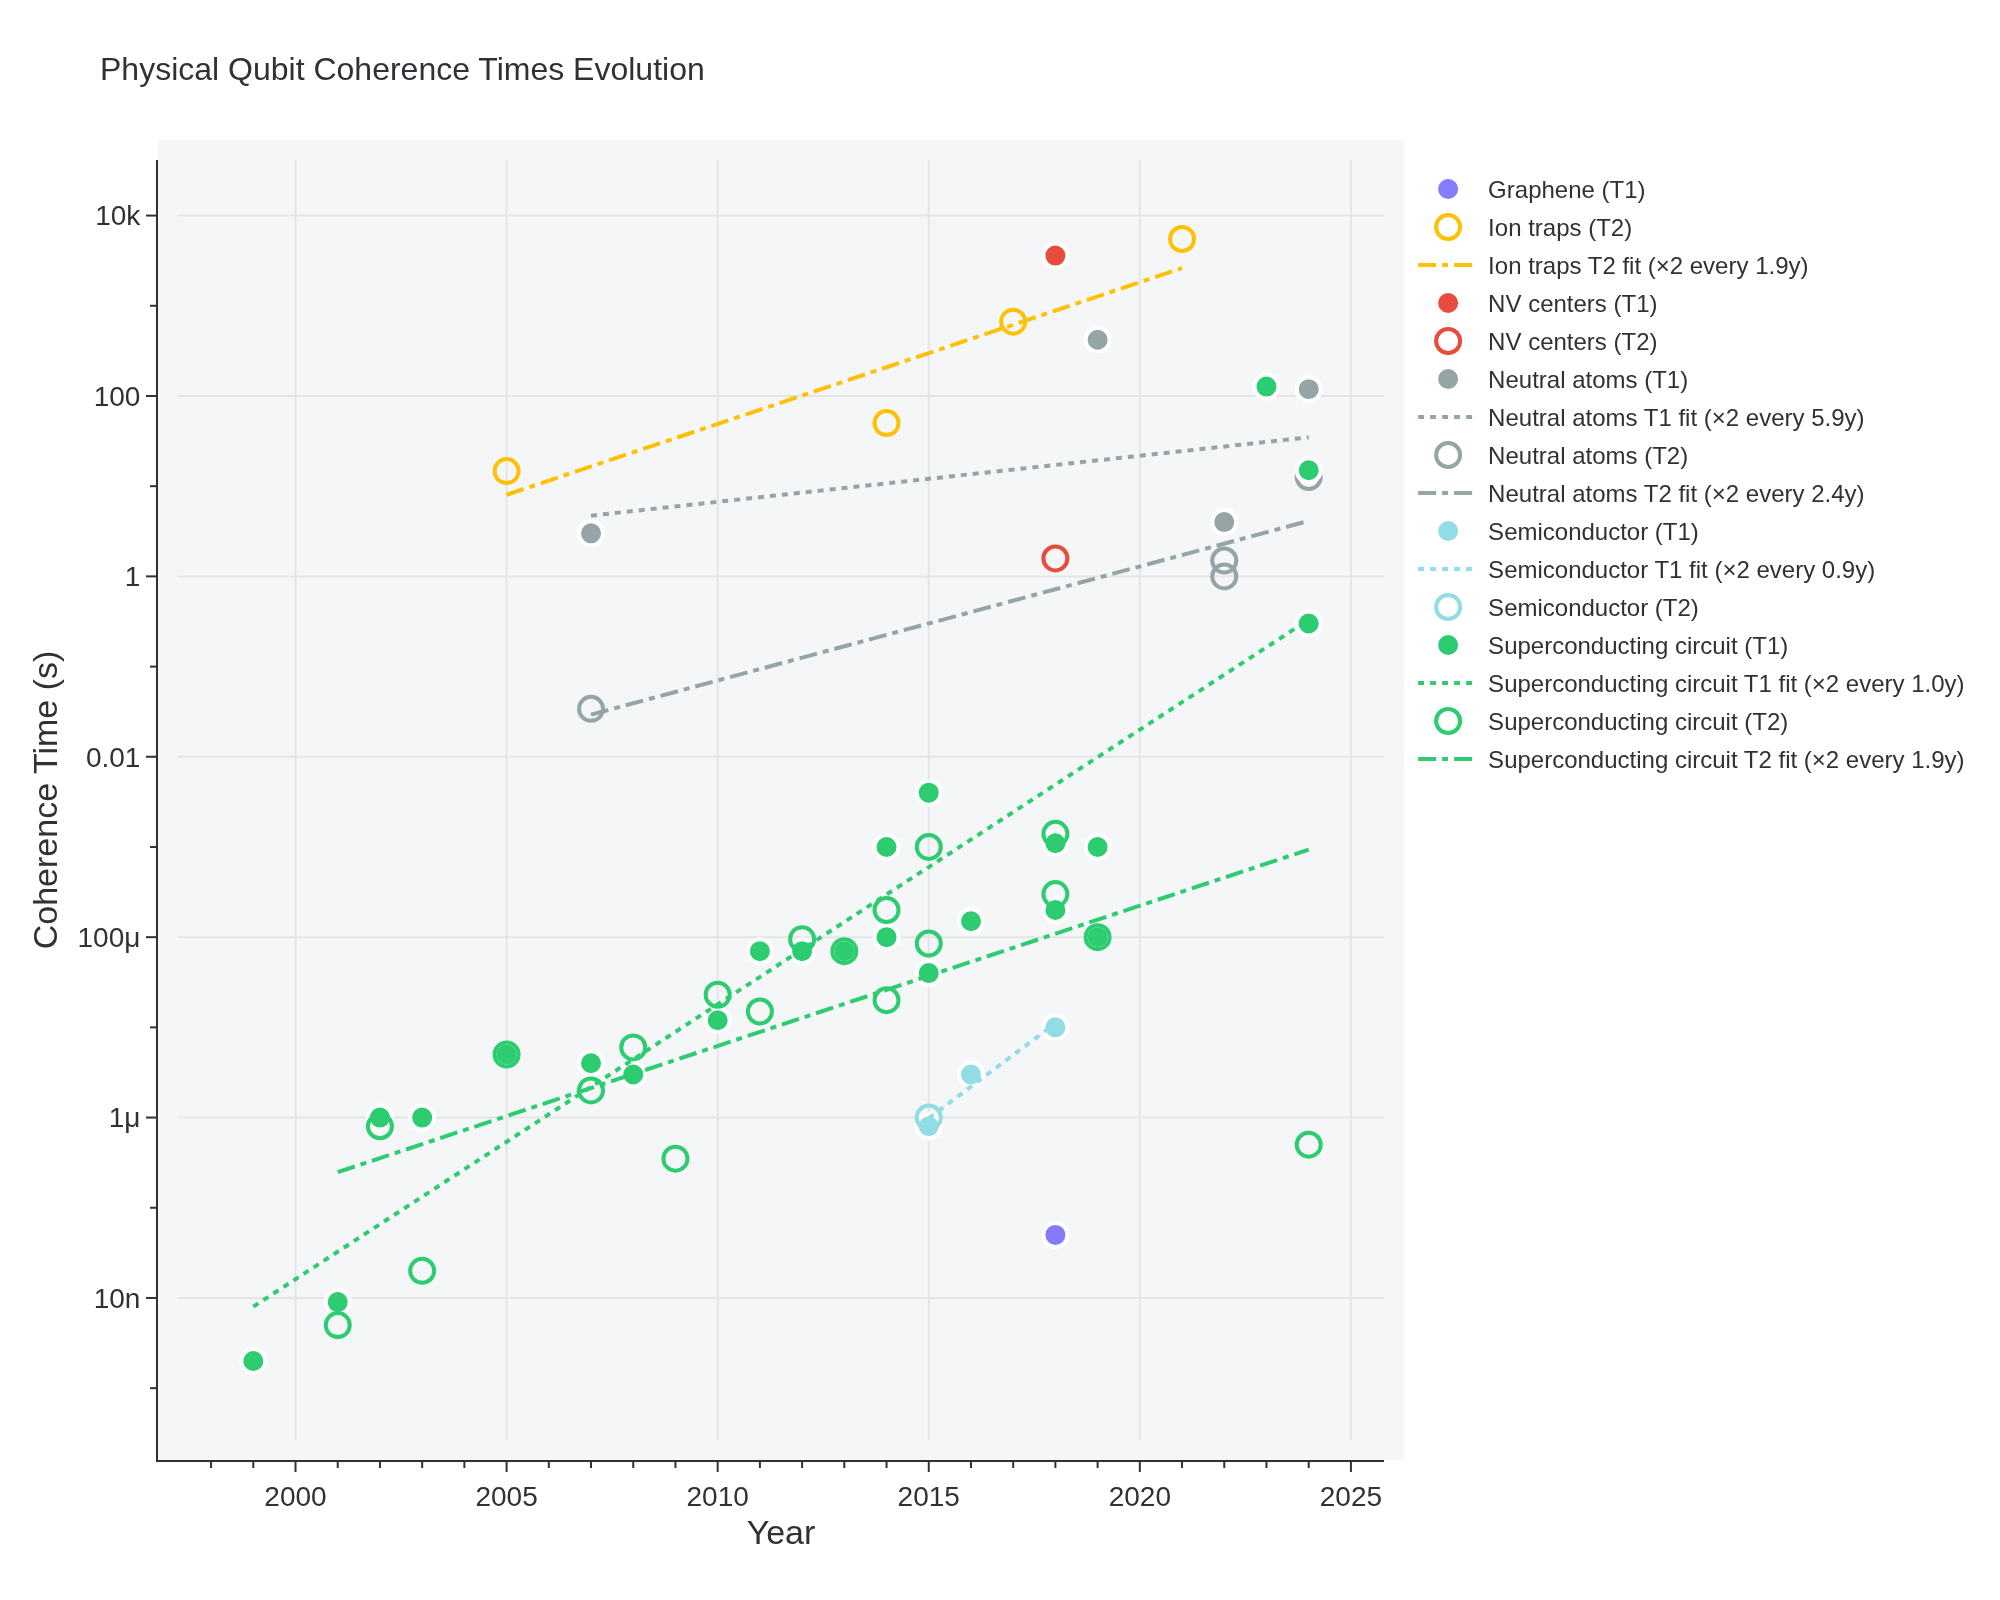 Physical Qubit Coherence Times Evolution
10k
100
1
0.01
100μ
1μ
10n
Coherence Time (s)
2000
2005
2010
2015
2020
2025
Year
Graphene (T1)
Ion traps (T2)
Ion traps T2 fit (×2 every 1.9y)
NV centers (T1)
NV centers (T2)
Neutral atoms (T1)
Neutral atoms T1 fit (×2 every 5.9y)
Neutral atoms (T2)
Neutral atoms T2 fit (×2 every 2.4y)
Semiconductor (T1)
Semiconductor T1 fit (×2 every 0.9y)
Semiconductor (T2)
Superconducting circuit (T1)
Superconducting circuit T1 fit (×2 every 1.0y)
Superconducting circuit (T2)
Superconducting circuit T2 fit (×2 every 1.9y)